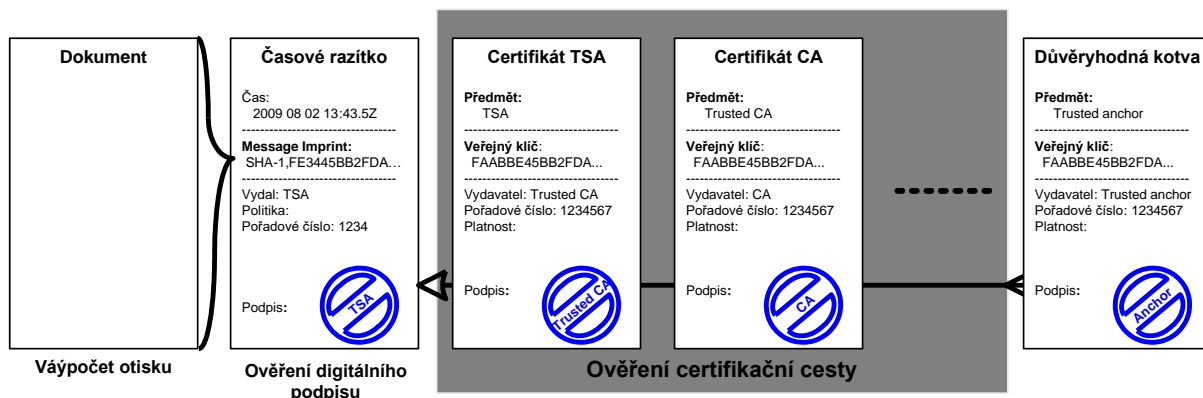 Dokument
Váýpočet otisku
Časové razítko
Čas:
2009 08 02 13:43.5Z
Message Imprint:
SHA-1,FE3445BB2FDA...
Vydal: TSA
Politika:
Pořadové číslo: 1234
Podpis:
TSA
Ověření digitálního
podpisu
Certifikát TSA
Předmět:
TSA
Veřejný klíč:
FAABBE45BB2FDA...
Vydavatel: Trusted CA
Pořadové číslo: 1234567
Platnost:
Podpis:
Trusted CA
Certifikát CA
Předmět:
Trusted CA
Veřejný klíč:
FAABBE45BB2FDA...
Vydavatel: CA
Pořadové číslo: 1234567
Platnost:
Podpis:
CA
Ověření certifikační cesty
Důvěryhodná kotva
Předmět:
Trusted anchor
Veřejný klíč:
FAABBE45BB2FDA...
Vydavatel: Trusted anchor
Pořadové číslo: 1234567
Platnost:
Podpis:
Anchor